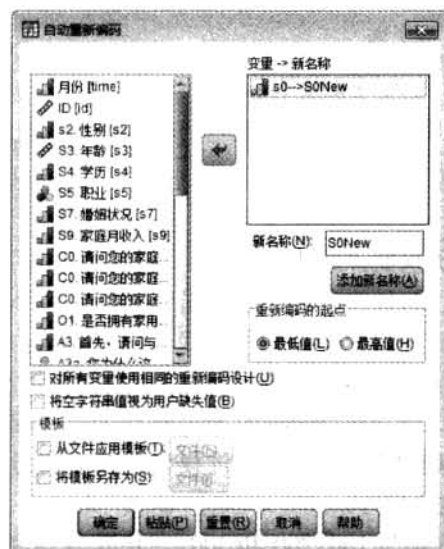 自动重新编码
变量 -> 新名称
月份 [time]
ID [id]
s2. 性别 [s2]
S3. 年龄 [s3]
S4 学历 [s4]
S5 职业 [s5]
S7. 婚姻状况 [s7]
S9. 家庭月收入 [s9]
C0. 请问您的家庭...
C0. 请问您的家庭...
C0. 请问您的家庭...
O1. 是否拥有家用...
A3. 首先，请问与...
s0-->S0New
新名称(N): S0New
添加新名称(A)
重新编码的起点
最低值(L) 最高值(H)
对所有变量使用相同的重新编码设计(U)
将空字符串值视为用户缺失值(B)
模板
从文件应用模板(T):
将模板另存为(S)
确定 粘贴(P) 重置(R) 取消 帮助